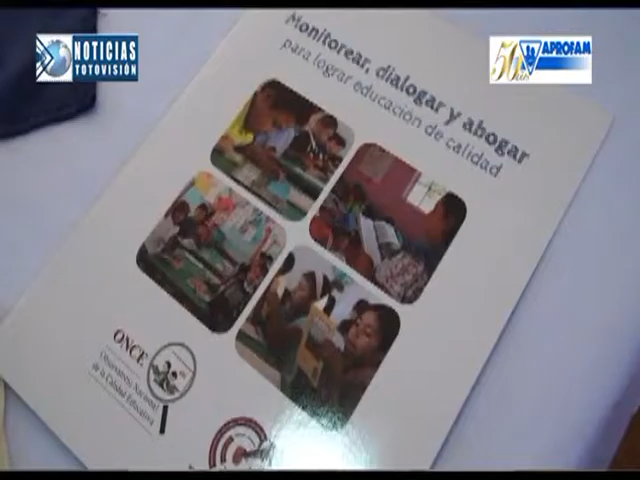 NOTICIAS
TOTOVISIÓN
50
años
APROFAM
Monitorear, dialogar y abogar
para lograr educación de calidad
ONCE
Observatorio Nacional
de la Calidad Educativa